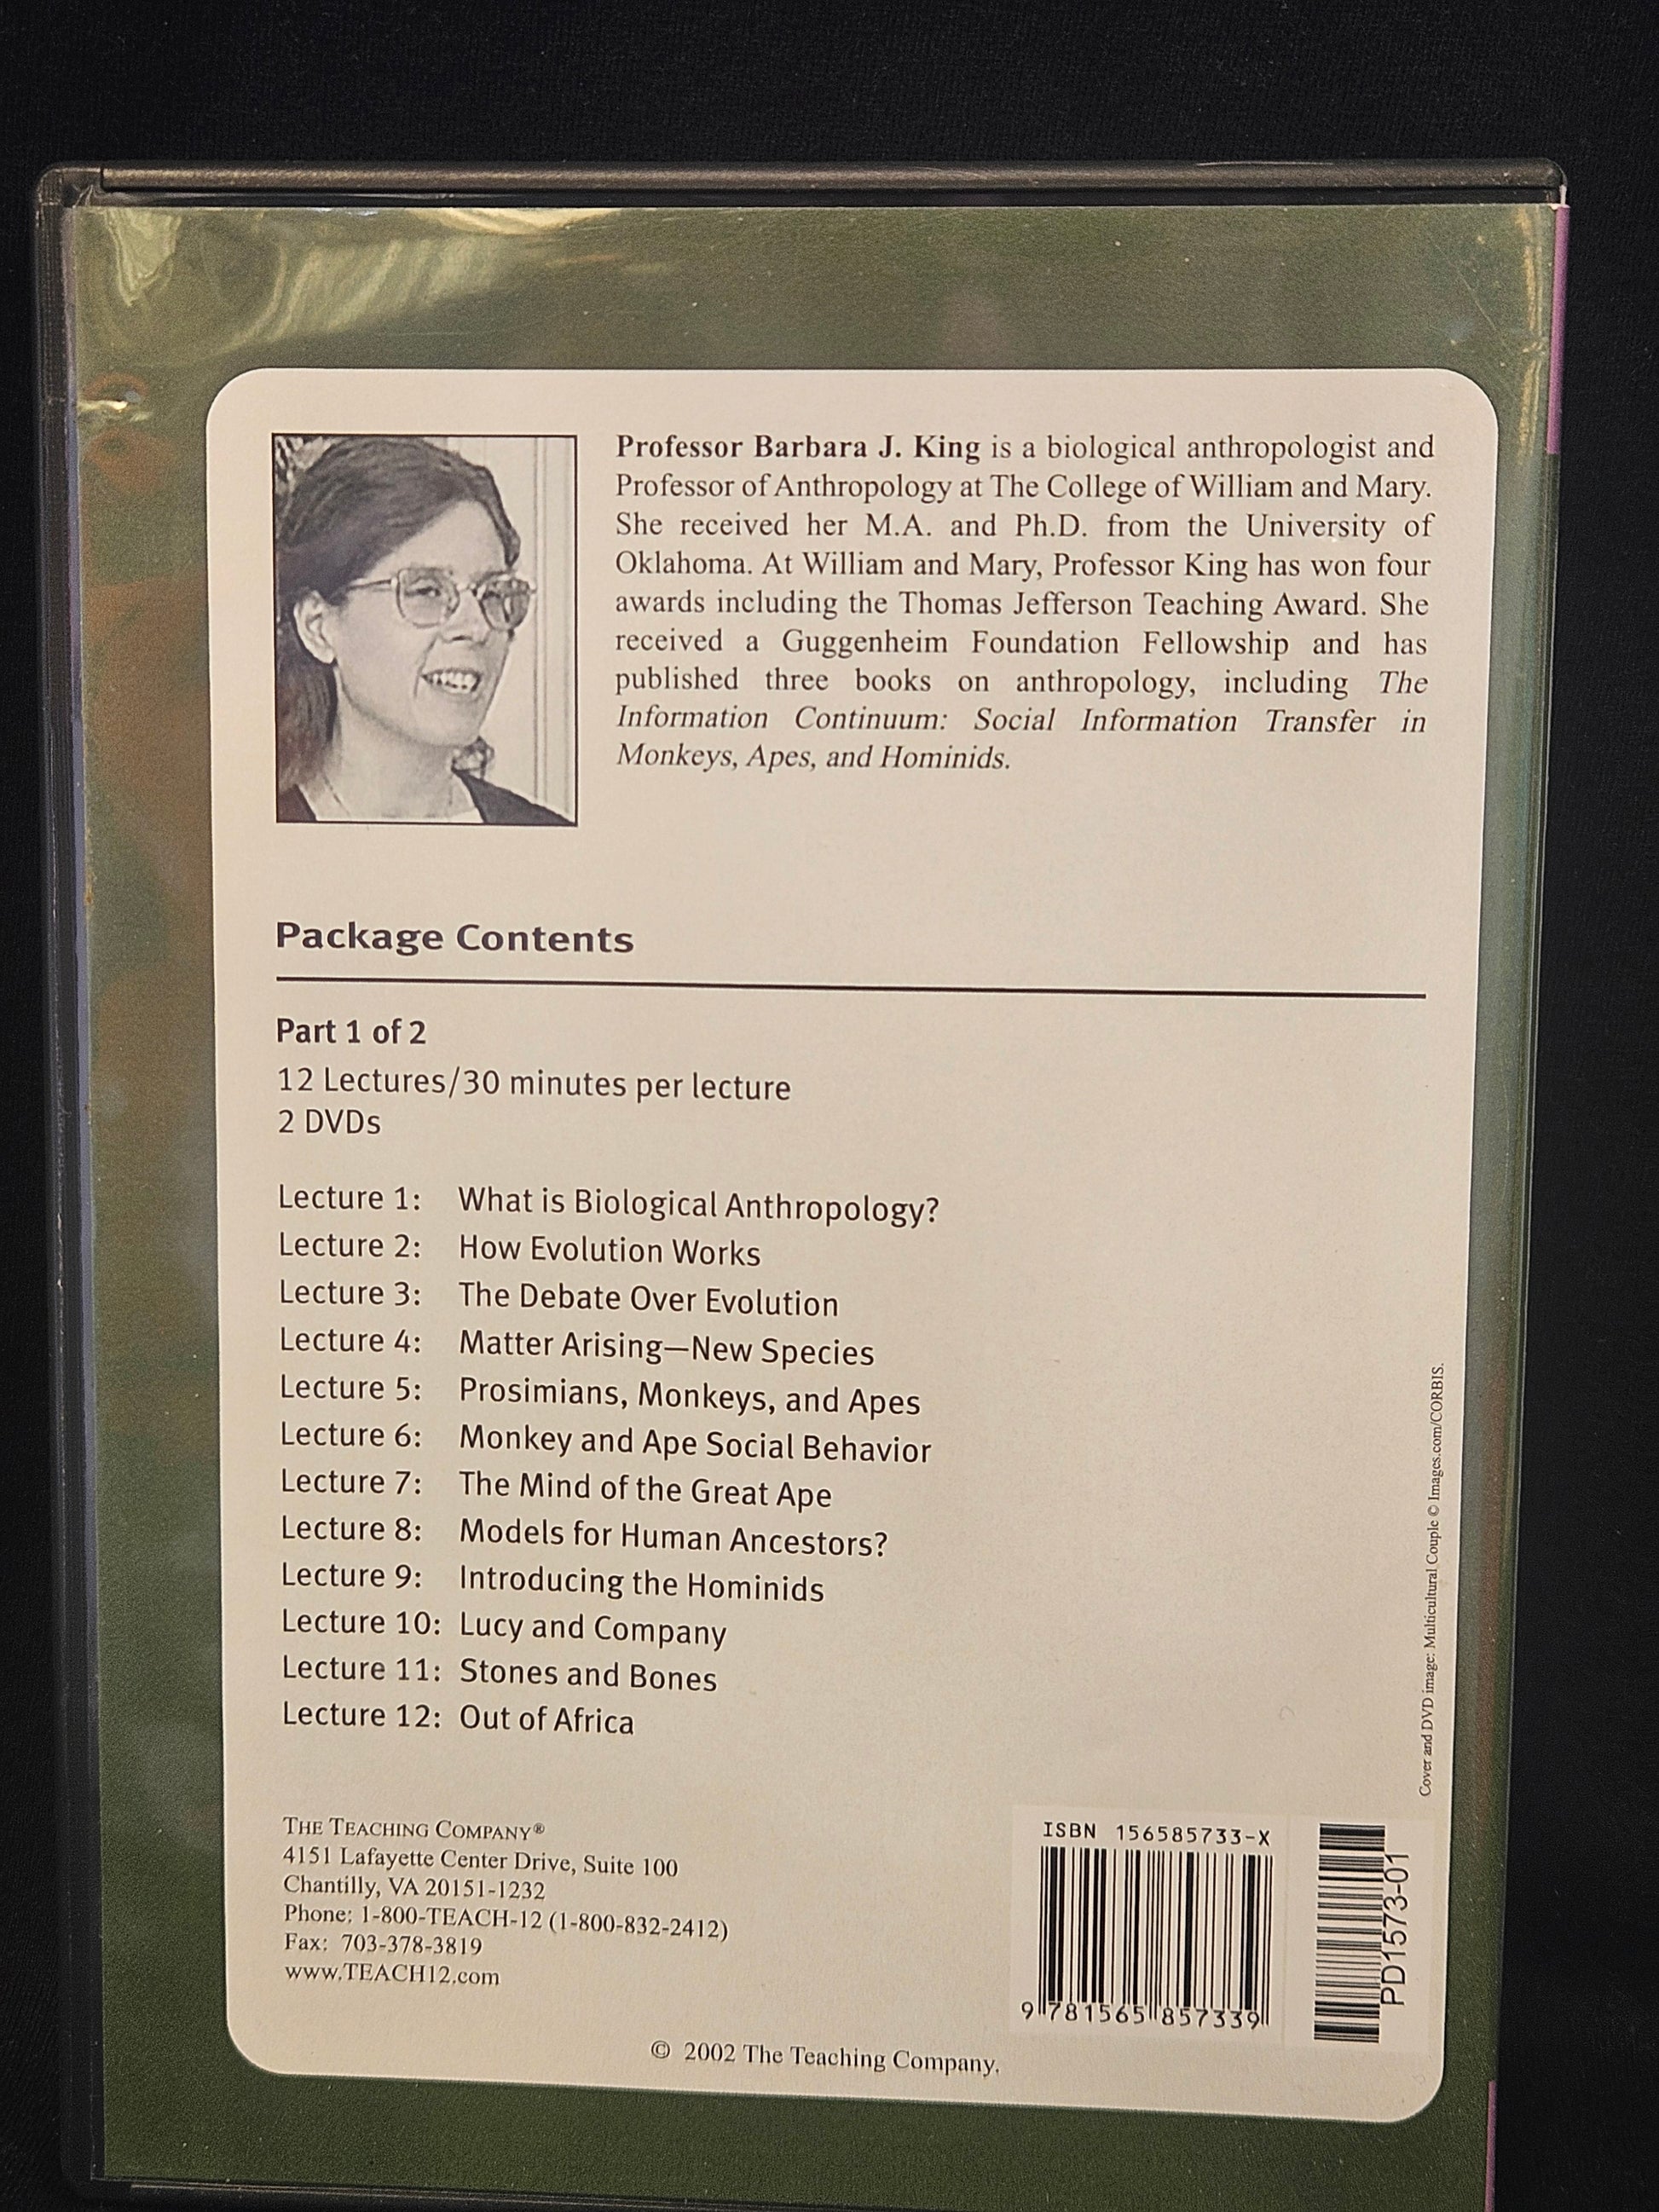 Professor Barbara J. King is a biological anthropologist and
Professor of Anthropology at The College of William and Mary.
She received her M.A. and Ph.D. from the University of
Oklahoma. At William and Mary, Professor King has won four
awards including the Thomas Jefferson Teaching Award. She
received a Guggenheim Foundation Fellowship and has
published three books on anthropology, including The
Information Continuum: Social Information Transfer in
Monkeys, Apes, and Hominids.
Package Contents
Part 1 of 2
12 Lectures/30 minutes per lecture
2 DVDs
Lecture 1: What is Biological Anthropology?
Lecture 2: How Evolution Works
Lecture 3: The Debate Over Evolution
Lecture 4: Matter Arising—New Species
Lecture 5: Prosimians, Monkeys, and Apes
Lecture 6: Monkey and Ape Social Behavior
Lecture 7: The Mind of the Great Ape
Lecture 8: Models for Human Ancestors?
Lecture 9: Introducing the Hominids
Lecture 10: Lucy and Company
Lecture 11: Stones and Bones
Lecture 12: Out of Africa
Cover and DVD image: Multicultural Couple © Images.com/CORBIS.
THE TEACHING COMPANY®
4151 Lafayette Center Drive, Suite 100
Chantilly, VA 20151-1232
Phone: 1-800-TEACH-12 (1-800-832-2412)
Fax: 703-378-3819
www.TEACH12.com
ISBN 156585733-X
9 781565 857339
PD1573-01
© 2002 The Teaching Company.